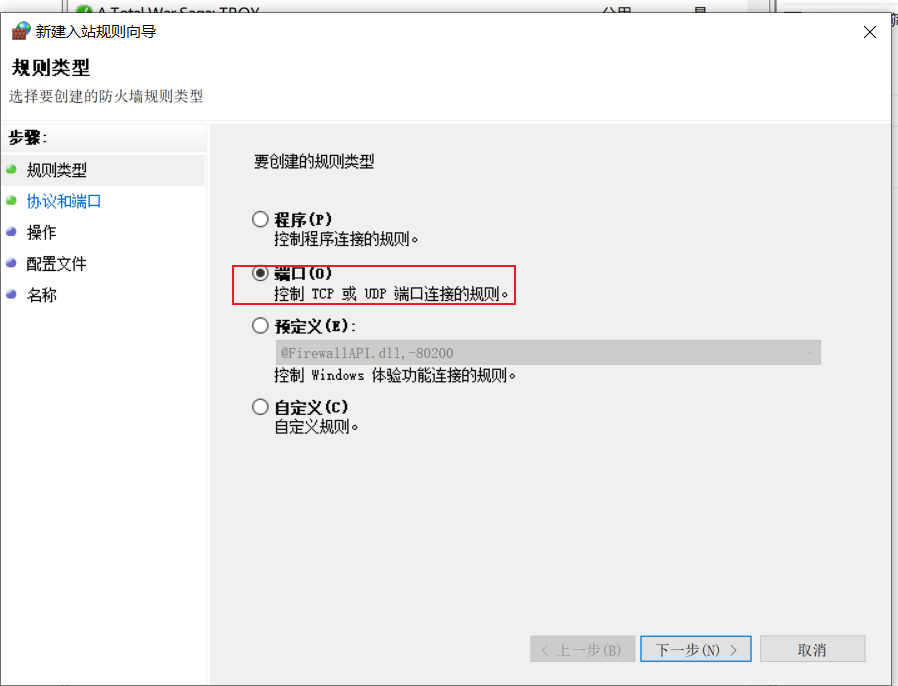 A Total War Saga: TROY
公用
是
新建入站规则向导
规则类型
选择要创建的防火墙规则类型
步骤:
规则类型
协议和端口
操作
配置文件
名称
要创建的规则类型
程序(P)
控制程序连接的规则。
端口(O)
控制 TCP 或 UDP 端口连接的规则。
预定义(E):
@FirewallAPI.dll,-80200
控制 Windows 体验功能连接的规则。
自定义(C)
自定义规则。
< 上一步(B)
下一步(N) >
取消